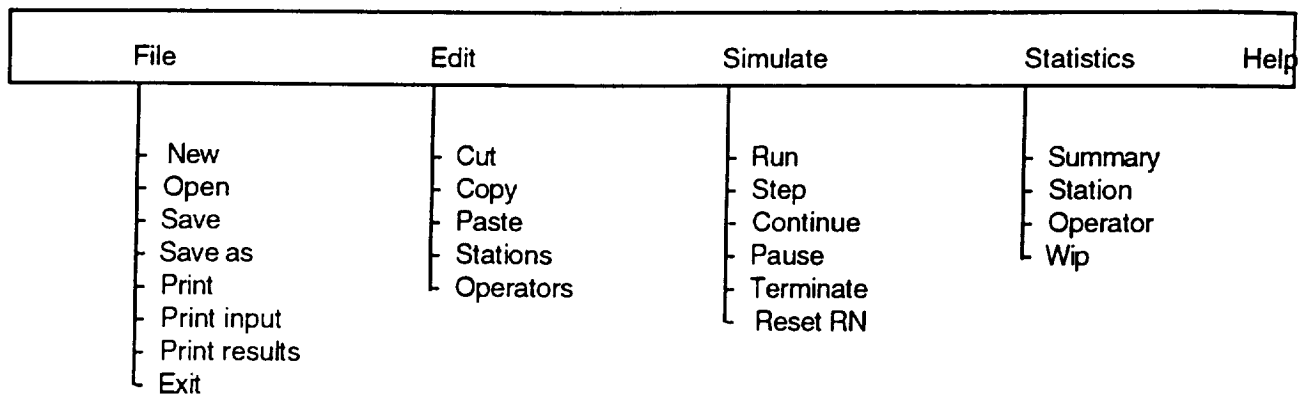 File Edit Simulate Statistics Help
New Cut Run Summary
Open Copy Step Station
Save Paste Continue Operator
Save as Stations Pause Wip
Print Operators Terminate
Print input Reset RN
Print results
Exit